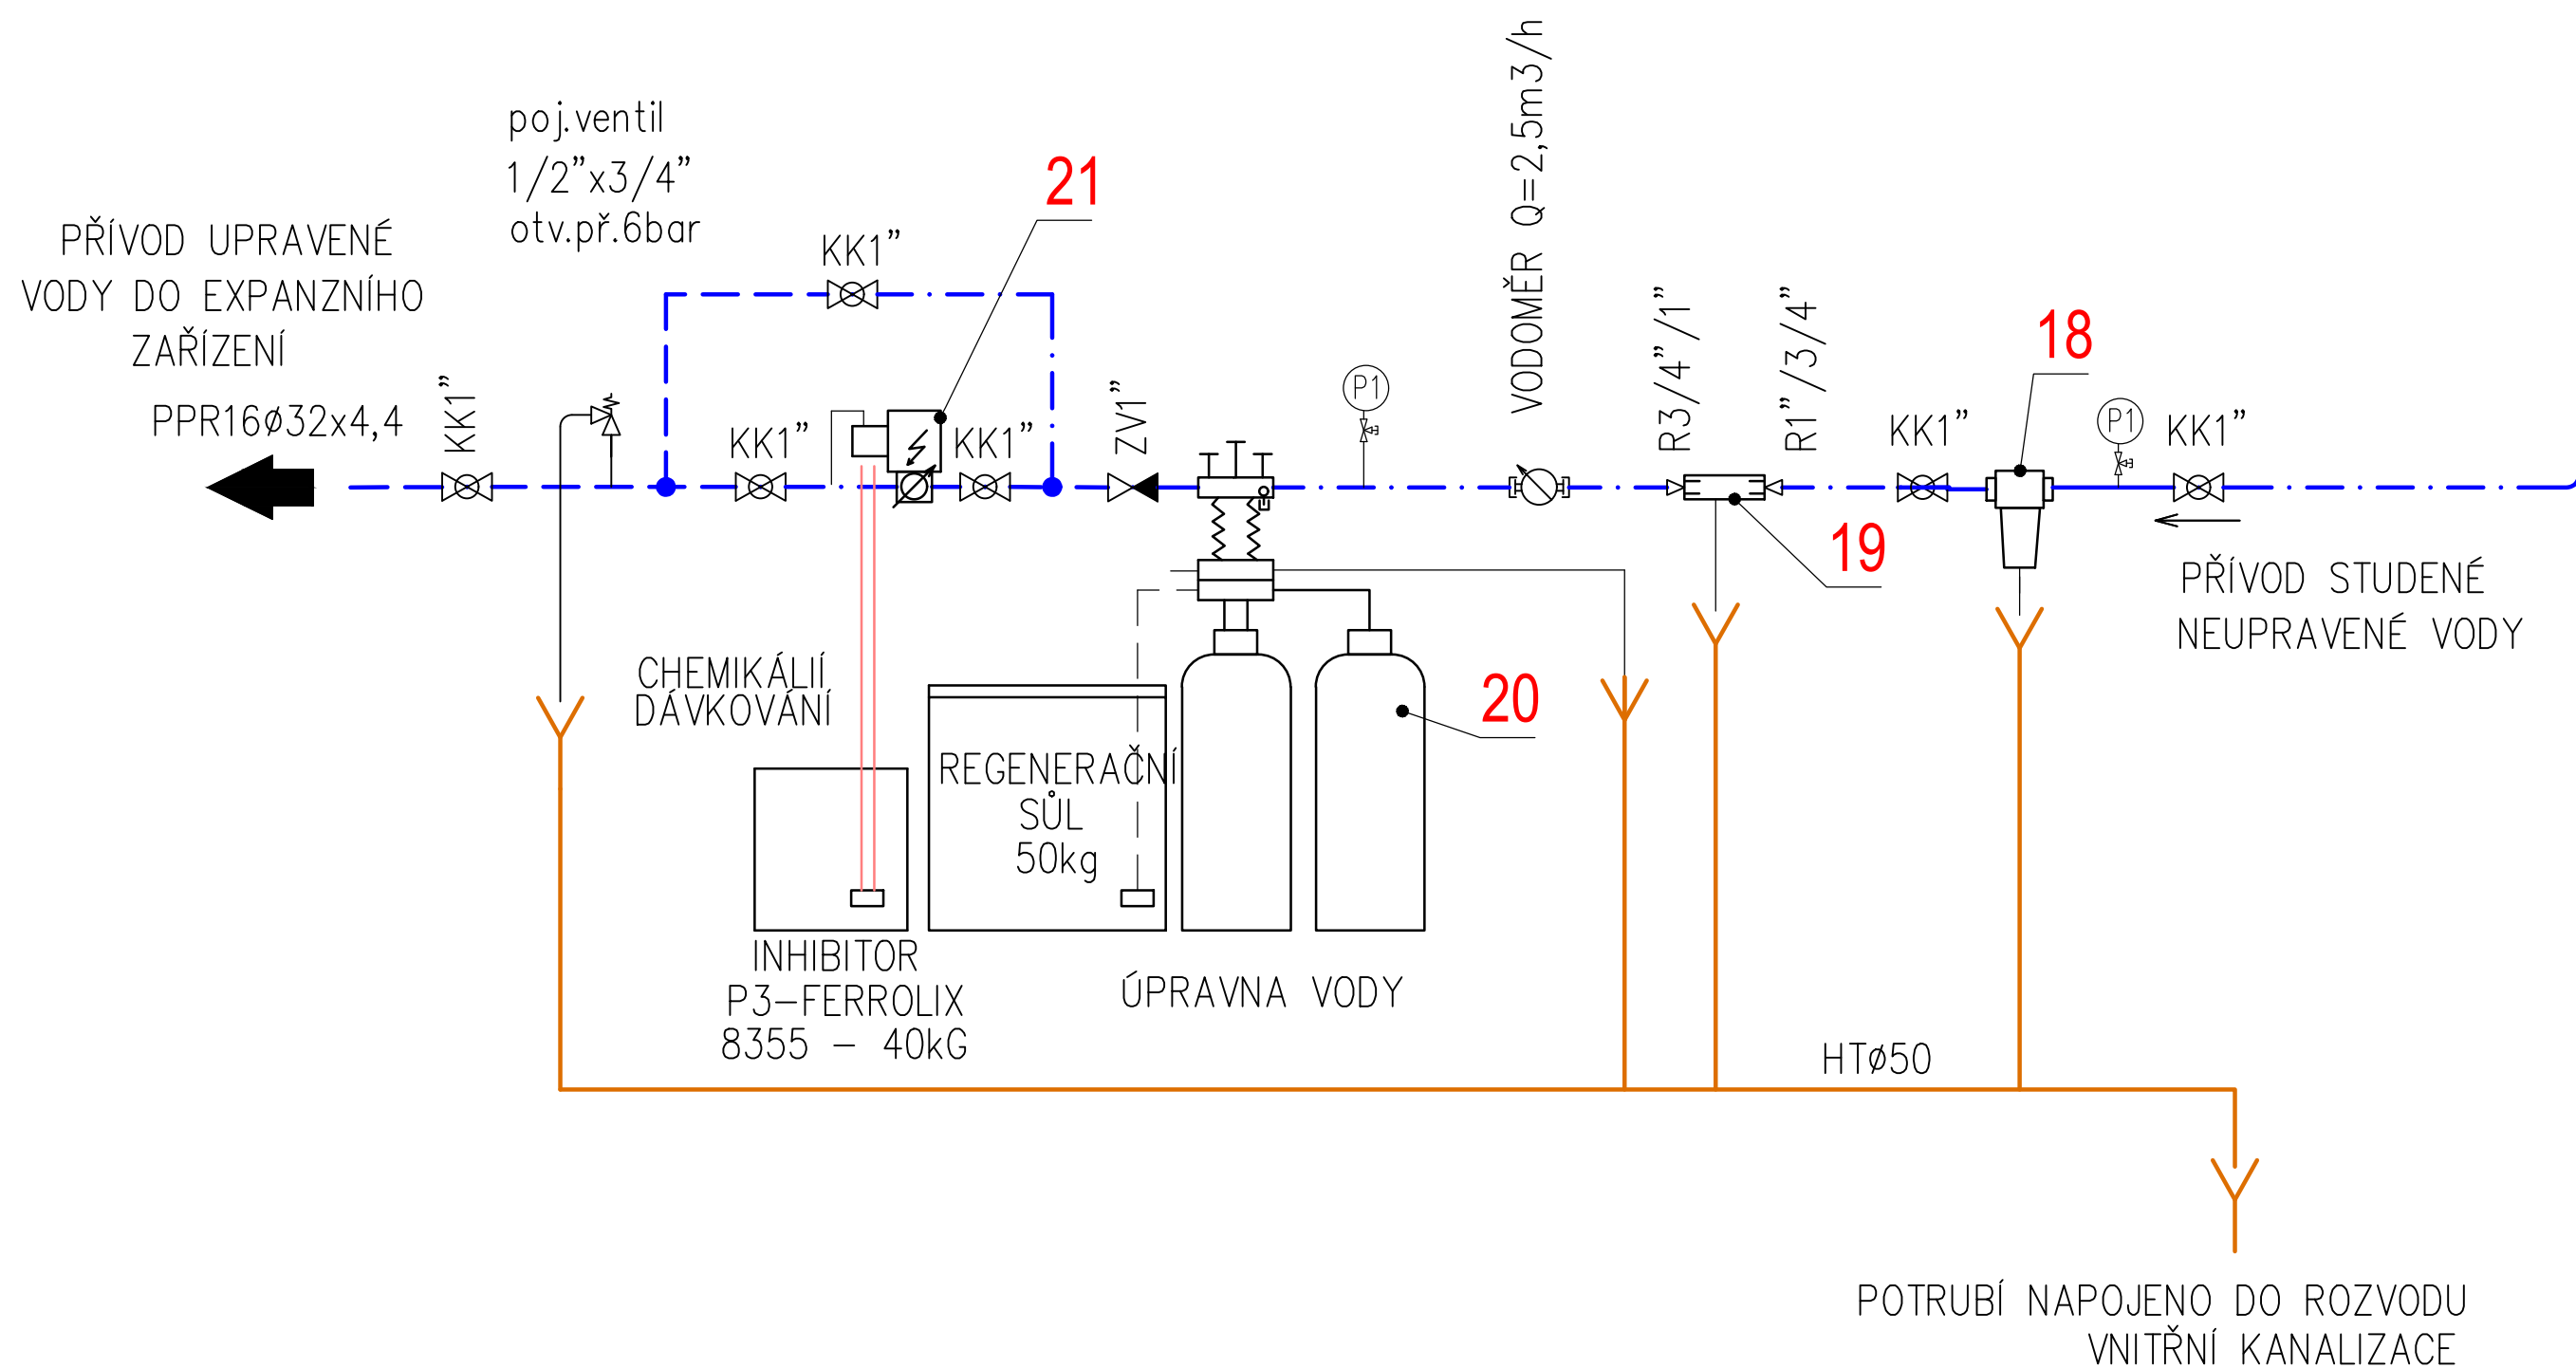 poj.ventil
1/2"x3/4"
otv.př.6bar
21
PŘÍVOD UPRAVENÉ
VODY DO EXPANZNÍHO
ZAŘÍZENÍ
PPR16ø32x4,4
KK1"
KK1"
KK1"
KK1"
ZV1"
P1
VODOMĚR Q=2,5m3/h
R3/4"/1"
R1"/3/4"
18
KK1"
P1
KK1"
19
PŘÍVOD STUDENÉ
NEUPRAVENÉ VODY
CHEMIKÁLIÍ
DÁVKOVÁNÍ
20
REGENERAČNÍ
SŮL
50kg
INHIBITOR
P3-FERROLIX
8355 - 40kG
ÚPRAVNA VODY
HTø50
POTRUBÍ NAPOJENO DO ROZVODU
VNITŘNÍ KANALIZACE